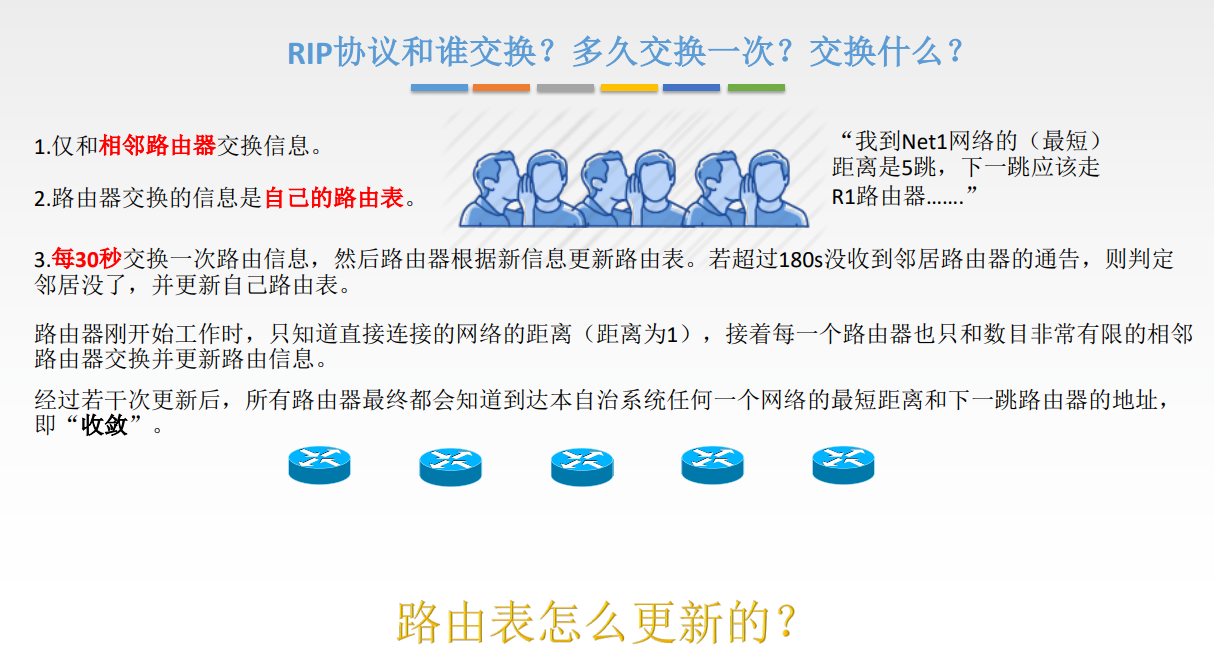 RIP协议和谁交换？多久交换一次？交换什么？
1.仅和相邻路由器交换信息。
2.路由器交换的信息是自己的路由表。
“我到Net1网络的（最短）
距离是5跳，下一跳应该走
R1路由器…….”
3.每30秒交换一次路由信息，然后路由器根据新信息更新路由表。若超过180s没收到邻居路由器的通告，则判定
邻居没了，并更新自己路由表。
路由器刚开始工作时，只知道直接连接的网络的距离（距离为1），接着每一个路由器也只和数目非常有限的相邻
路由器交换并更新路由信息。
经过若干次更新后，所有路由器最终都会知道到达本自治系统任何一个网络的最短距离和下一跳路由器的地址，
即“收敛”。
路由表怎么更新的？